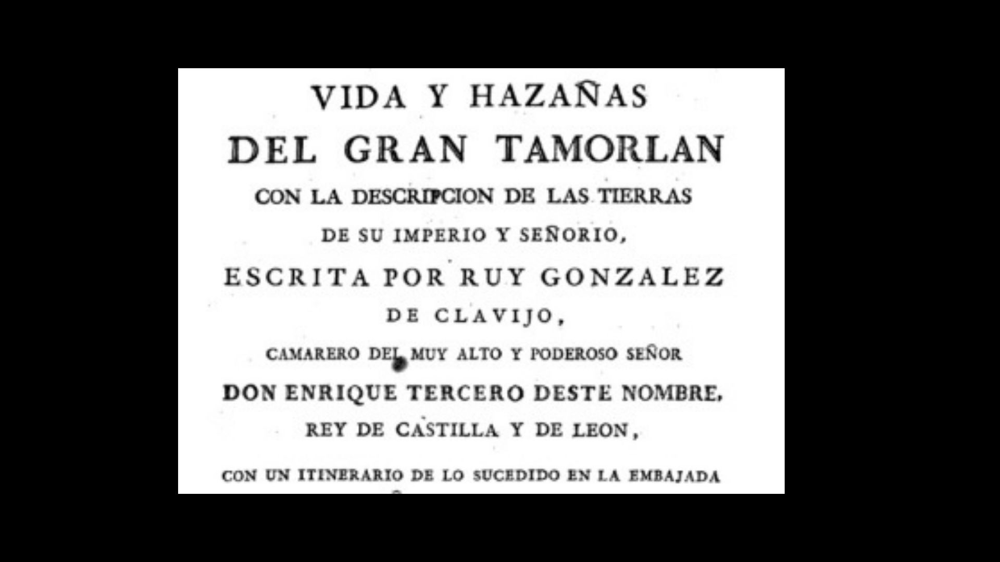 VIDA Y HAZAÑAS
DEL GRAN TAMORLAN
CON LA DESCRIPCION DE LAS TIERRAS
DE SU IMPERIO Y SEÑORIO,
ESCRITA POR RUY GONZALEZ
DE CLAVIJO,
CAMARERO DEL MUY ALTO Y PODEROSO SEÑOR
DON ENRIQUE TERCERO DESTE NOMBRE,
REY DE CASTILLA Y DE LEON,
CON UN ITINERARIO DE LO SUCEDIDO EN LA EMBAJADA